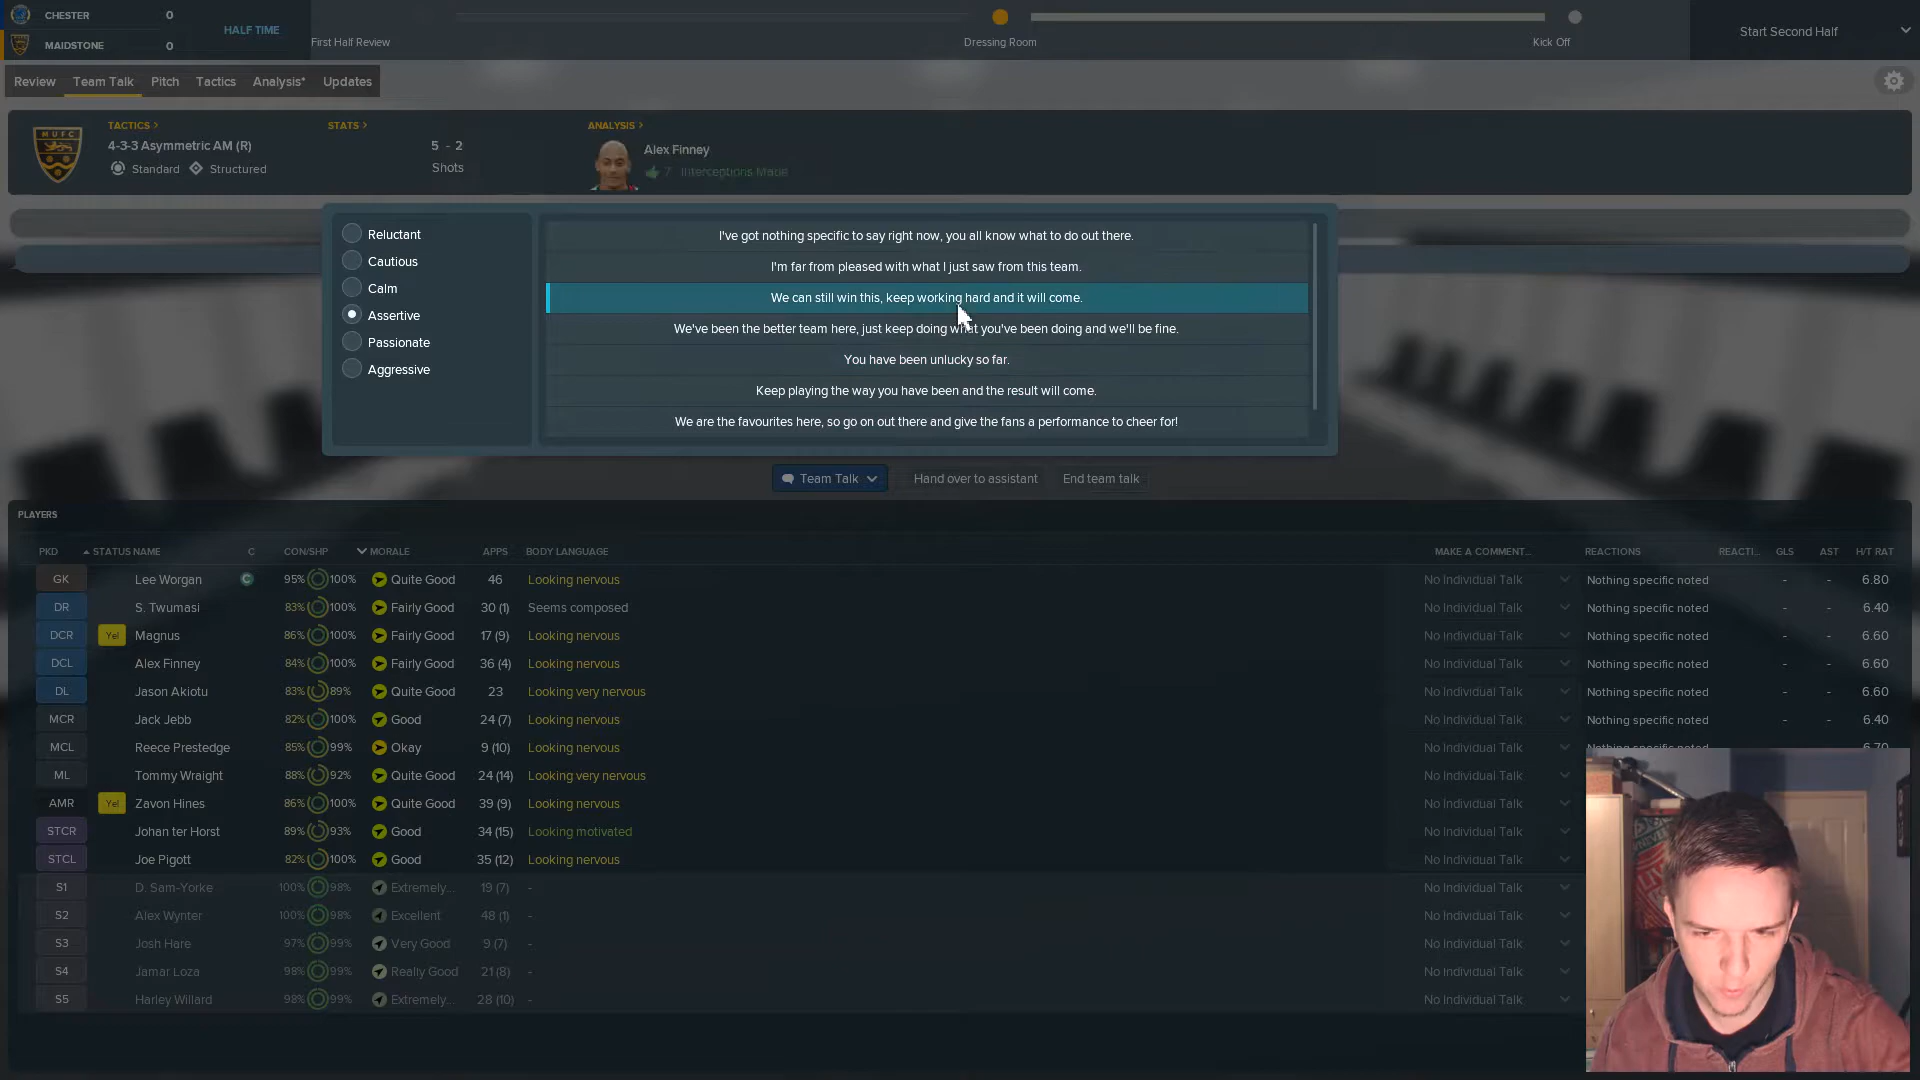 CHESTER 0
MAIDSTONE 0
HALF TIME
First Half Review
Dressing Room
Kick Off
Start Second Half
Review Team Talk Pitch Tactics Analysis* Updates
MUFC
TACTICS >
4-3-3 Asymmetric AM (R)
Standard Structured
STATS >
5 - 2
Shots
ANALYSIS >
Alex Finney
7 Interceptions Made
Reluctant
Cautious
Calm
Assertive
Passionate
Aggressive
I've got nothing specific to say right now, you all know what to do out there.
I'm far from pleased with what I just saw from this team.
We can still win this, keep working hard and it will come.
We've been the better team here, just keep doing what you've been doing and we'll be fine.
You have been unlucky so far.
Keep playing the way you have been and the result will come.
We are the favourites here, so go on out there and give the fans a performance to cheer for!
Team Talk Hand over to assistant End team talk
PLAYERS
PKD STATUS NAME C CON/SHP MORALE APPS BODY LANGUAGE MAKE A COMMENT... REACTIONS REACTI... GLS AST H/T RAT
GK Lee Worgan C 95% 100% Quite Good 46 Looking nervous No Individual Talk Nothing specific noted - - 6.80
DR S. Twumasi 83% 100% Fairly Good 30 (1) Seems composed No Individual Talk Nothing specific noted - - 6.40
DCR Yel Magnus 86% 100% Fairly Good 17 (9) Looking nervous No Individual Talk Nothing specific noted - - 6.60
DCL Alex Finney 84% 100% Fairly Good 36 (4) Looking nervous No Individual Talk Nothing specific noted - - 6.60
DL Jason Akiotu 83% 89% Quite Good 23 Looking very nervous No Individual Talk Nothing specific noted - - 6.60
MCR Jack Jebb 82% 100% Good 24 (7) Looking nervous No Individual Talk Nothing specific noted - - 6.40
MCL Reece Prestedge 85% 99% Okay 9 (10) Looking nervous No Individual Talk Nothing specific noted - - 6.70
ML Tommy Wraight 88% 92% Quite Good 24 (14) Looking very nervous No Individual Talk
AMR Yel Zavon Hines 86% 100% Quite Good 39 (9) Looking nervous No Individual Talk
STCR Johan ter Horst 89% 93% Good 34 (15) Looking motivated No Individual Talk
STCL Joe Pigott 82% 100% Good 35 (12) Looking nervous No Individual Talk
S1 D. Sam-Yorke 100% 98% Extremely... 19 (7) - No Individual Talk
S2 Alex Wynter 100% 98% Excellent 48 (1) - No Individual Talk
S3 Josh Hare 97% 99% Very Good 9 (7) - No Individual Talk
S4 Jamar Loza 98% 99% Really Good 21 (8) - No Individual Talk
S5 Harley Willard 98% 99% Extremely... 28 (10) - No Individual Talk